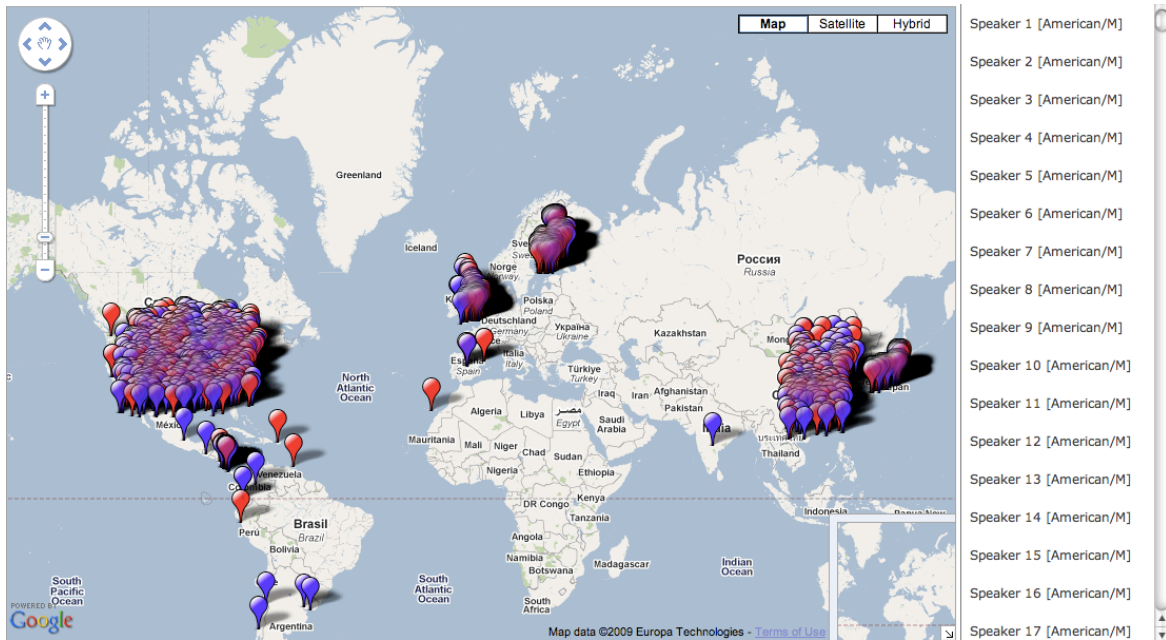 Map
Satellite
Hybrid
Greenland
Iceland
Norge
Norway
Россия
Russia
Polska
Poland
Deutschland
Germany
Україна
Ukraine
Kazakhstan
Italia
Italy
España
Spain
Türkiye
Turkey
Afghanistan
Iraq
Iran
Pakistan
North
Atlantic
Ocean
Algeria
Libya
مصر
Egypt
Saudi
Arabia
Mauritania
Mali
Niger
Chad
Sudan
Nigeria
Ethiopia
Thailand
México
Venezuela
DR Congo
Kenya
Tanzania
Indonesia
Papua New
Perú
Brasil
Brazil
Bolivia
Angola
Namibia
Botswana
Madagascar
South
Africa
Indian
Ocean
South
Pacific
Ocean
South
Atlantic
Ocean
Argentina
POWERED BY
Google
Map data ©2009 Europa Technologies - Terms of Use
Speaker 1 [American/M]
Speaker 2 [American/M]
Speaker 3 [American/M]
Speaker 4 [American/M]
Speaker 5 [American/M]
Speaker 6 [American/M]
Speaker 7 [American/M]
Speaker 8 [American/M]
Speaker 9 [American/M]
Speaker 10 [American/M]
Speaker 11 [American/M]
Speaker 12 [American/M]
Speaker 13 [American/M]
Speaker 14 [American/M]
Speaker 15 [American/M]
Speaker 16 [American/M]
Speaker 17 [American/M]